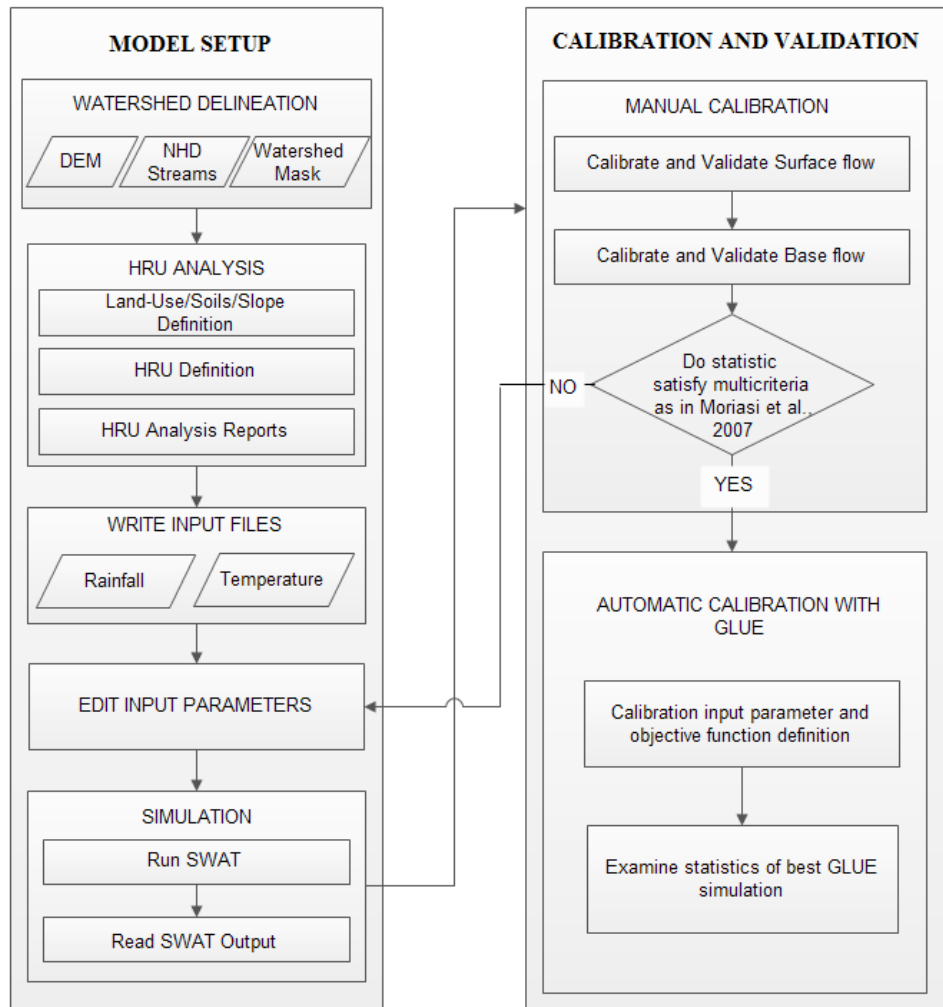 MODEL SETUP
WATERSHED DELINEATION
DEM
NHD
Streams
Watershed
Mask
HRU ANALYSIS
Land-Use/Soils/Slope
Definition
HRU Definition
HRU Analysis Reports
WRITE INPUT FILES
Rainfall
Temperature
EDIT INPUT PARAMETERS
SIMULATION
Run SWAT
Read SWAT Output
CALIBRATION AND VALIDATION
MANUAL CALIBRATION
Calibrate and Validate Surface flow
Calibrate and Validate Base flow
Do statistic
satisfy multicriteria
as in Moriasi et al.,
2007
NO
YES
AUTOMATIC CALIBRATION WITH
GLUE
Calibration input parameter and
objective function definition
Examine statistics of best GLUE
simulation